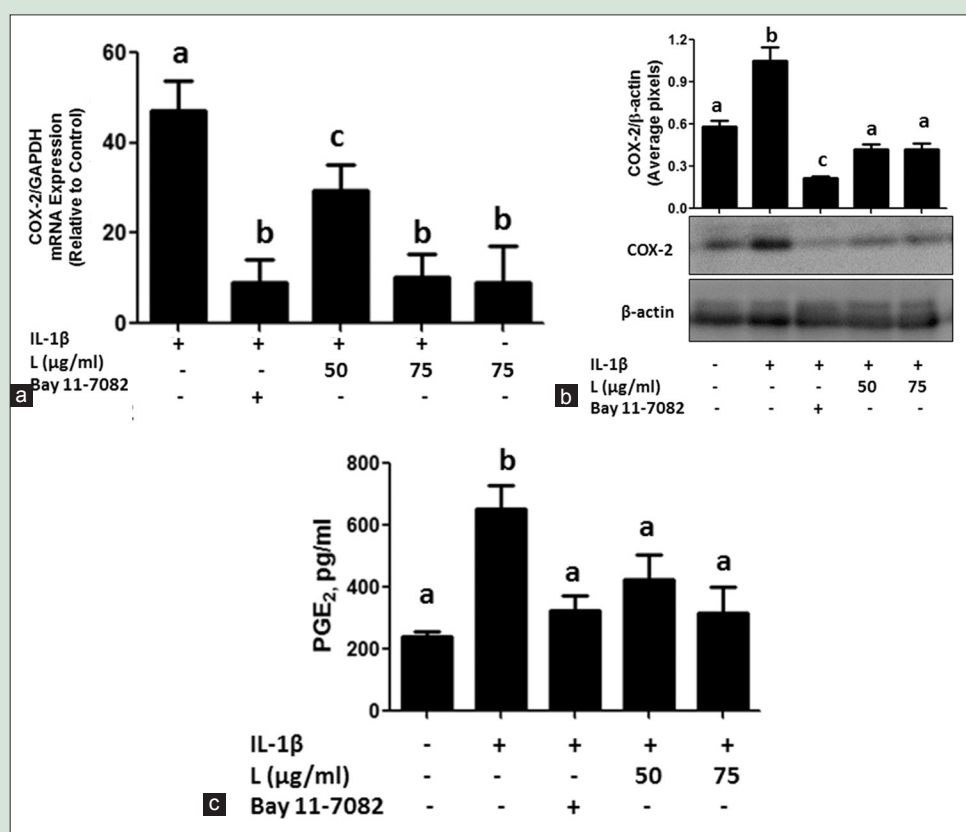 COX-2/GAPDH
mRNA Expression
(Relative to Control)
60
40
20
0
a
b
c
b
b
IL-1β + + + + -
L (μg/ml) - - 50 75 75
Bay 11-7082 - + - - -
a
COX-2/β-actin
(Average pixels)
1.2
0.9
0.6
0.3
0.0
a
b
c
a
a
COX-2
β-actin
IL-1β - + + + +
L (μg/ml) - - - 50 75
Bay 11-7082 - - + - -
b
PGE2, pg/ml
800
600
400
200
0
a
b
a
a
a
IL-1β - + + + +
L (μg/ml) - - - 50 75
Bay 11-7082 - - + - -
c